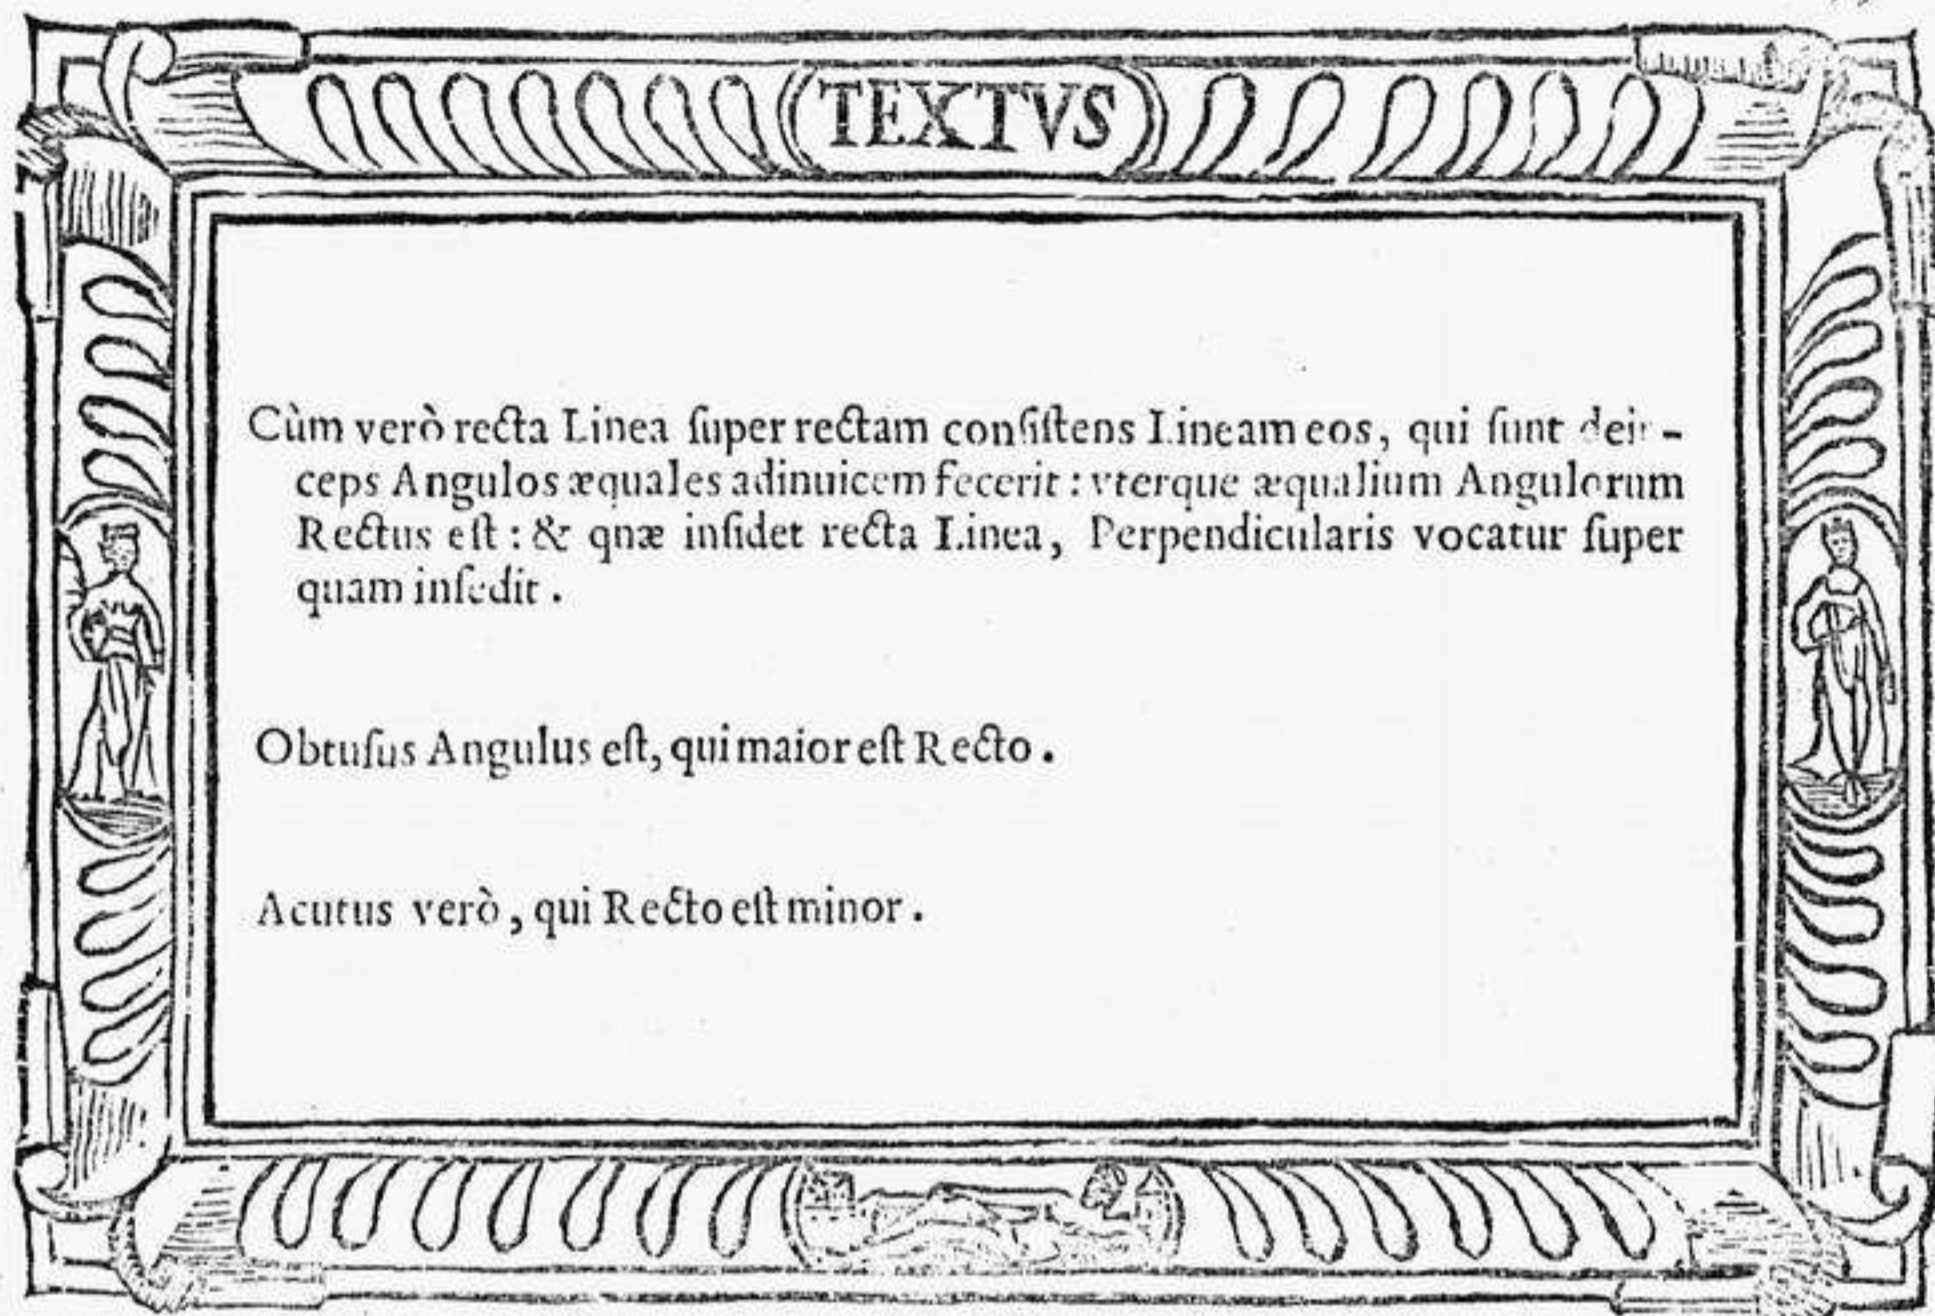 TEXTVS
Cùm verò recta Linea ſuper rectam conſiſtens Lineam eos, qui ſunt dein-
ceps Angulos æquales adinuicem fecerit: vterque æqualium Angulorum
Rectus eſt: & quæ inſidet recta Linea, Perpendicularis vocatur ſuper
quam inſedit.
Obtuſus Angulus eſt, qui maior eſt Recto.
Acutus verò, qui Recto eſt minor.